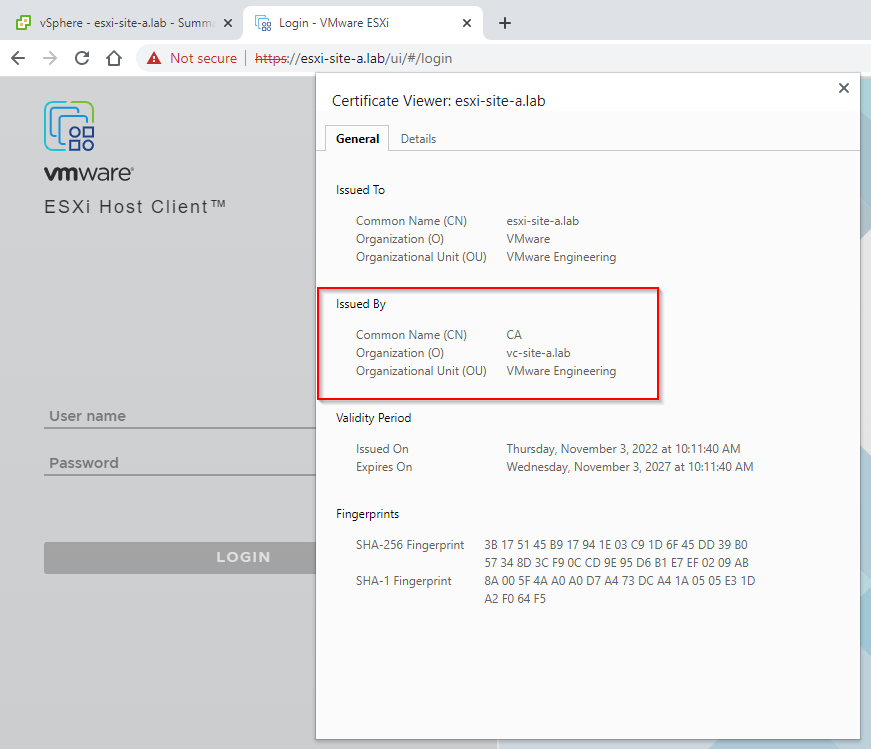 vSphere - esxi-site-a.lab - Summa
Login - VMware ESXi
Not secure
https://esxi-site-a.lab/ui/#/login
vmware®
ESXi Host Client™
User name
Password
LOGIN
Certificate Viewer: esxi-site-a.lab
General Details
Issued To
Common Name (CN) esxi-site-a.lab
Organization (O) VMware
Organizational Unit (OU) VMware Engineering
Issued By
Common Name (CN) CA
Organization (O) vc-site-a.lab
Organizational Unit (OU) VMware Engineering
Validity Period
Issued On Thursday, November 3, 2022 at 10:11:40 AM
Expires On Wednesday, November 3, 2027 at 10:11:40 AM
Fingerprints
SHA-256 Fingerprint 3B 17 51 45 B9 17 94 1E 03 C9 1D 6F 45 DD 39 B0
57 34 8D 3C F9 0C CD 9E 95 D6 B1 E7 EF 02 09 AB
SHA-1 Fingerprint 8A 00 5F 4A A0 A0 D7 A4 73 DC A4 1A 05 05 E3 1D
A2 F0 64 F5